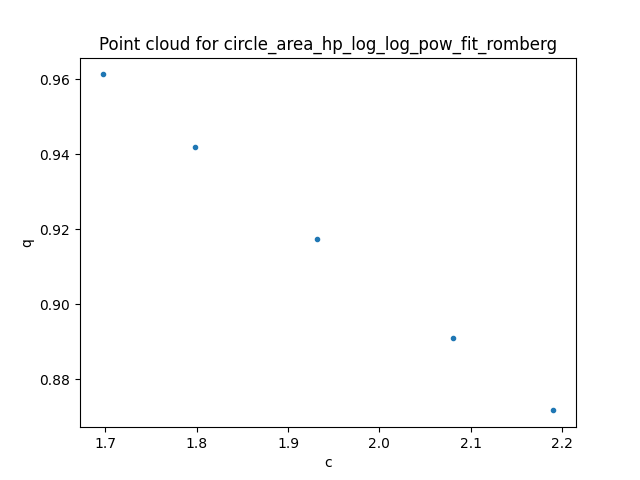 Point cloud for circle_area_hp_log_log_pow_fit_romberg
0.96
0.94
0.92
q
0.90
0.88
1.7 1.8 1.9 2.0 2.1 2.2
c